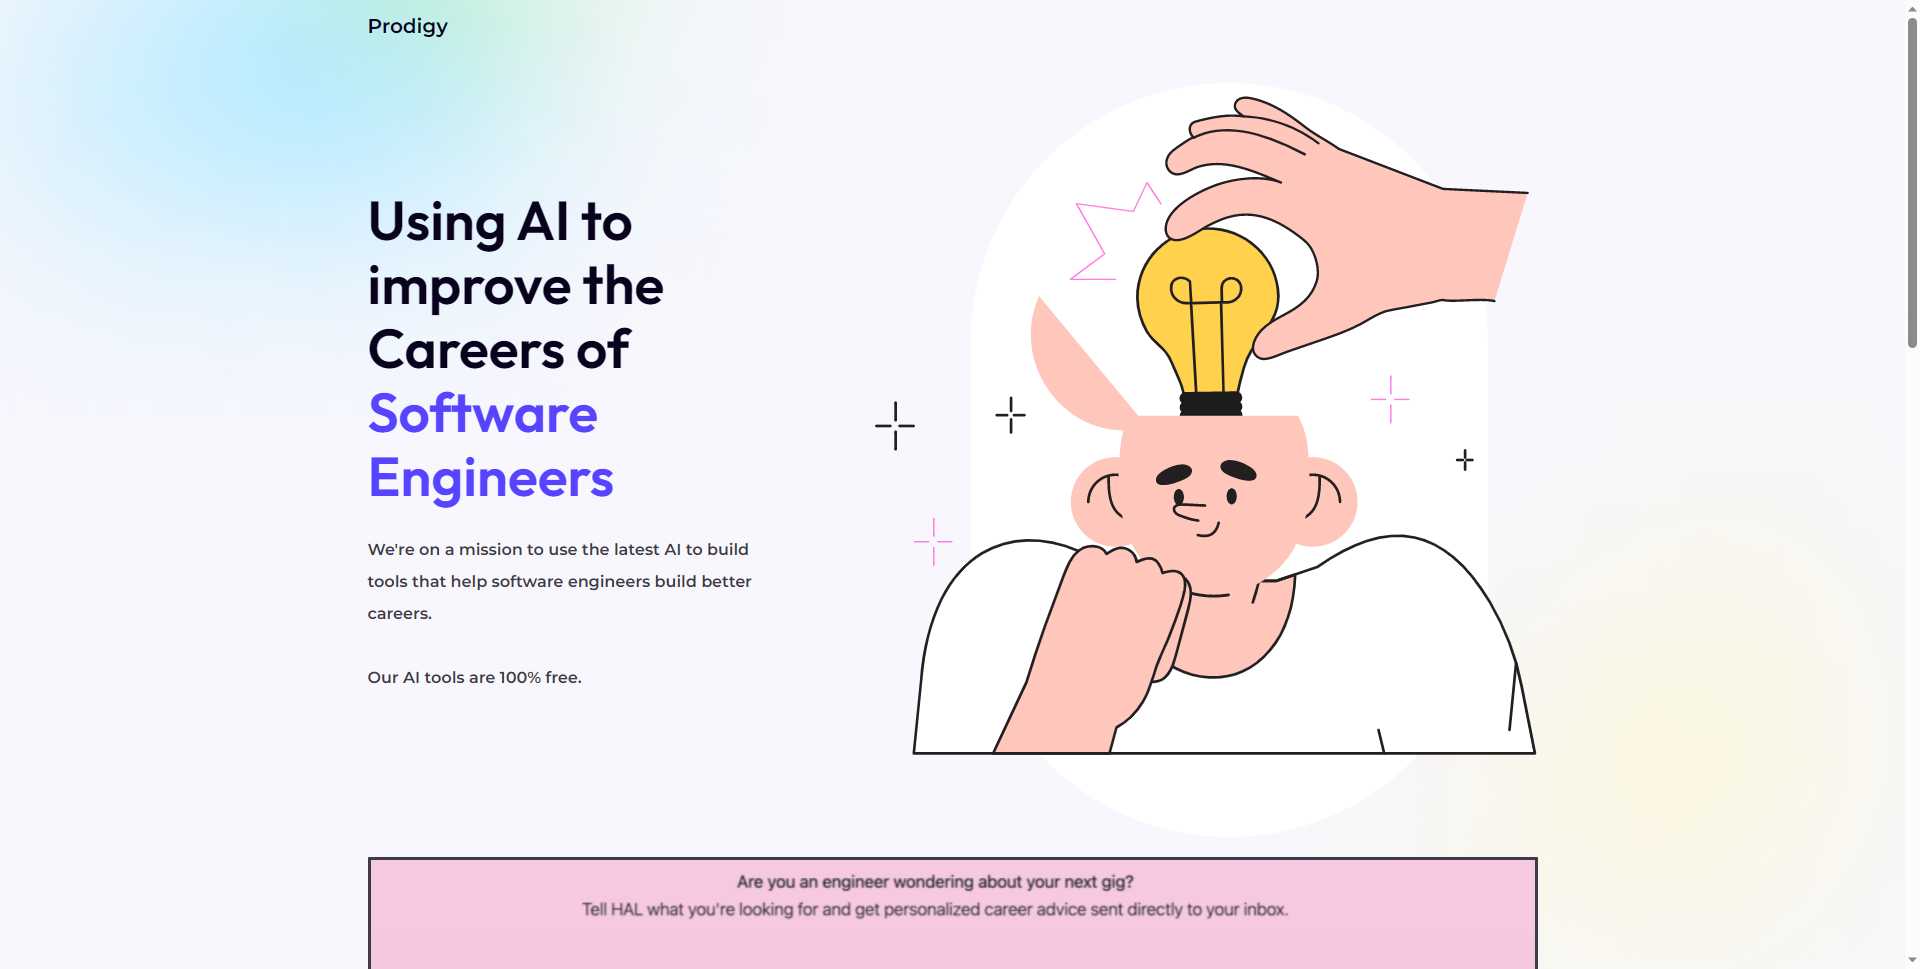 Prodigy
Using AI to
improve the
Careers of
Software
Engineers
We're on a mission to use the latest AI to build
tools that help software engineers build better
careers.
Our AI tools are 100% free.
Are you an engineer wondering about your next gig?
Tell HAL what you're looking for and get personalized career advice sent directly to your inbox.